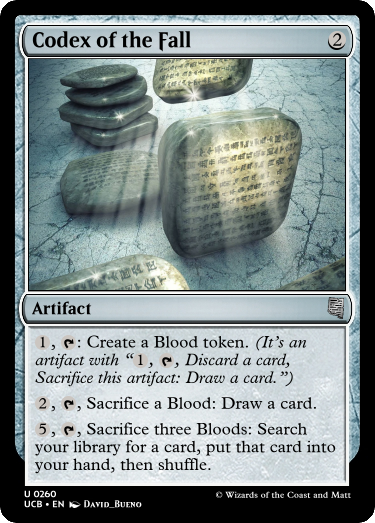 Codex of the Fall 2
Artifact
1, T: Create a Blood token. (It's an
artifact with “1, T, Discard a card,
Sacrifice this artifact: Draw a card.”)
2, T, Sacrifice a Blood: Draw a card.
5, T, Sacrifice three Bloods: Search
your library for a card, put that card into
your hand, then shuffle.
U 0260
UCB • EN David_Bueno
© Wizards of the Coast and Matt